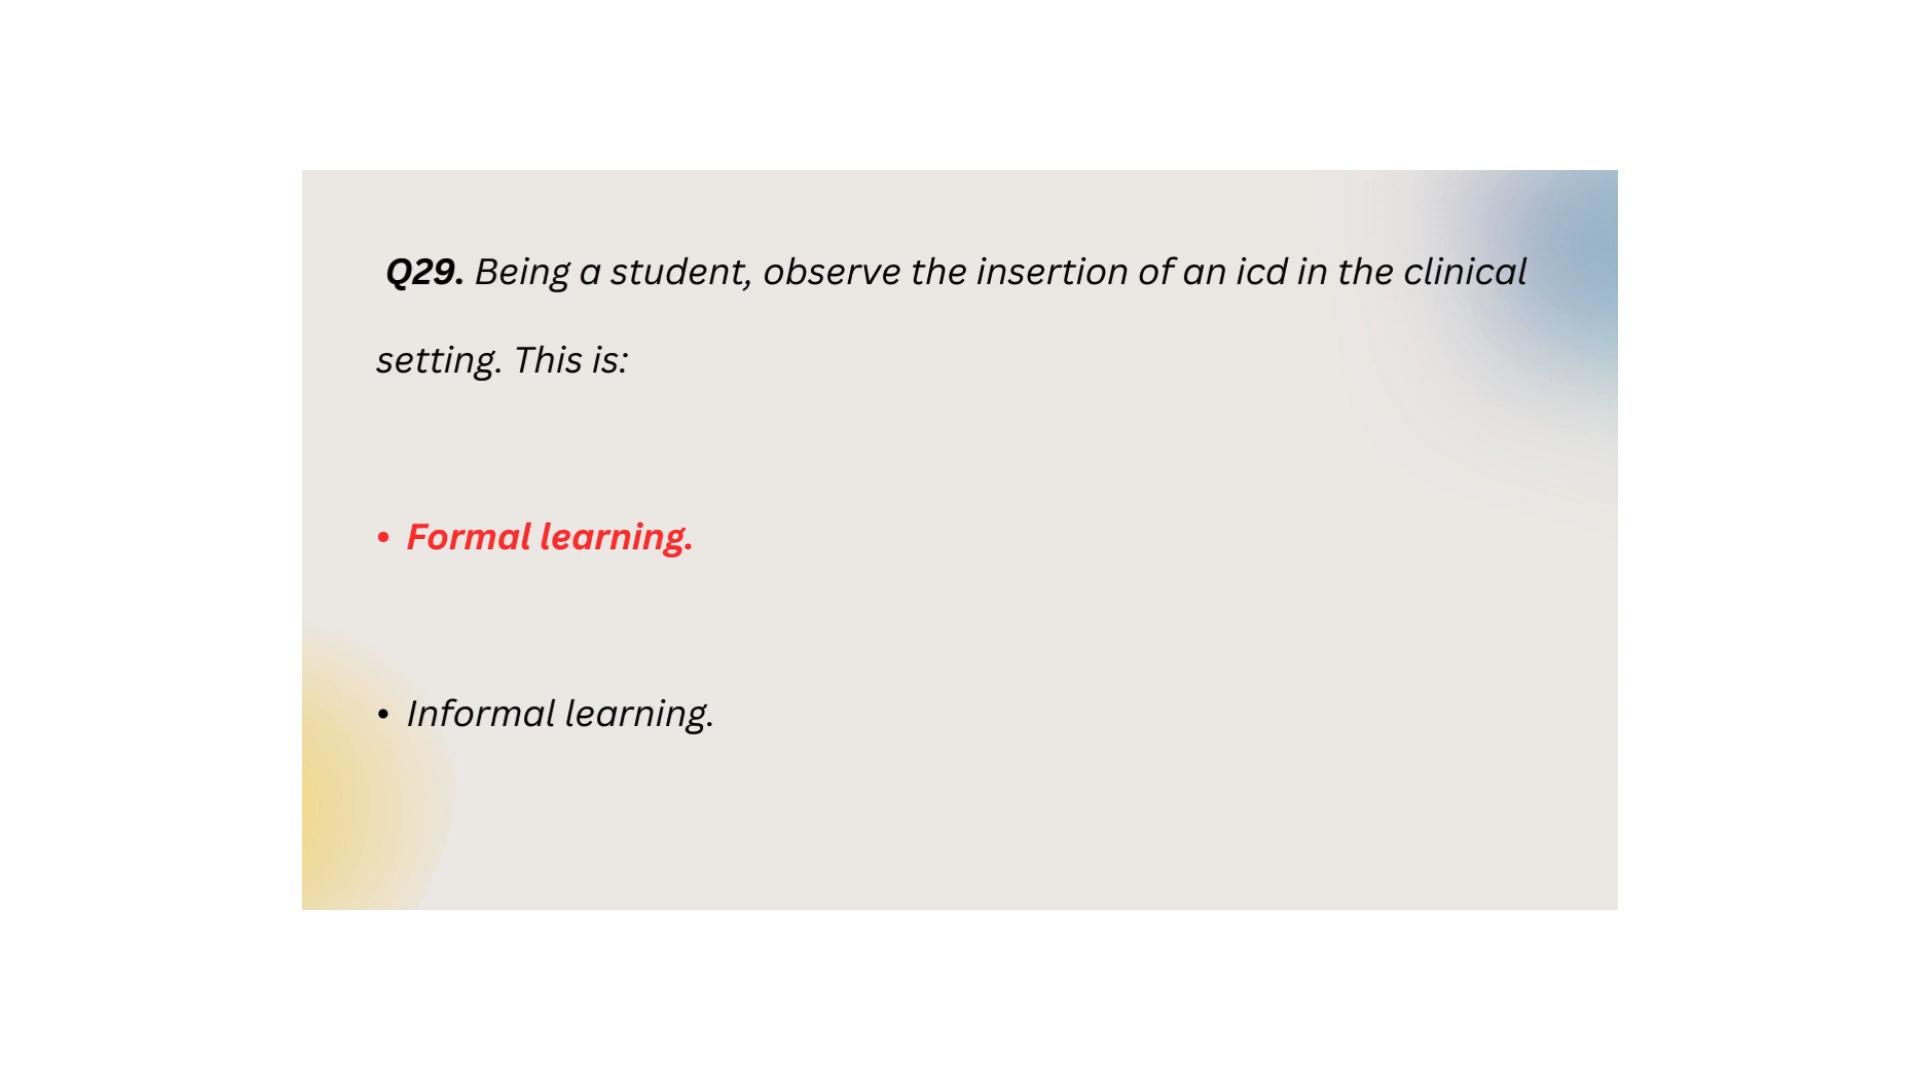 Q29. Being a student, observe the insertion of an icd in the clinical
setting. This is:
• Formal learning.
• Informal learning.